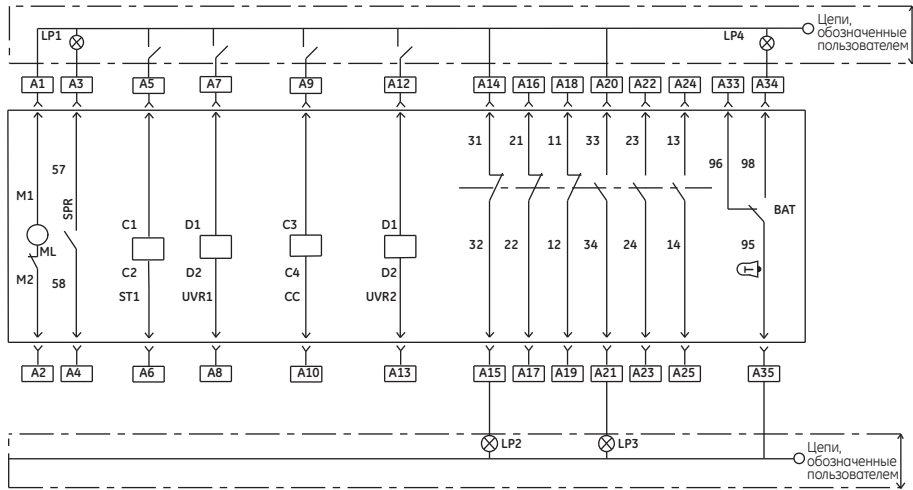 LP1
LP4
Цепи,
обозначенные
пользователем
A1 A3 A5 A7 A9 A12 A14 A16 A18 A20 A22 A24 A33 A34
57
31 21 11 33 23 13
96 98
M1
SPR
C1 D1 C3 D1
BAT
ML
M2
58
C2 D2 C4 D2
32 22 12 34 24 14
95
T
ST1 UVR1 CC UVR2
A2 A4 A6 A8 A10 A13 A15 A17 A19 A21 A23 A25 A35
LP2
LP3
Цепи,
обозначенные
пользователем